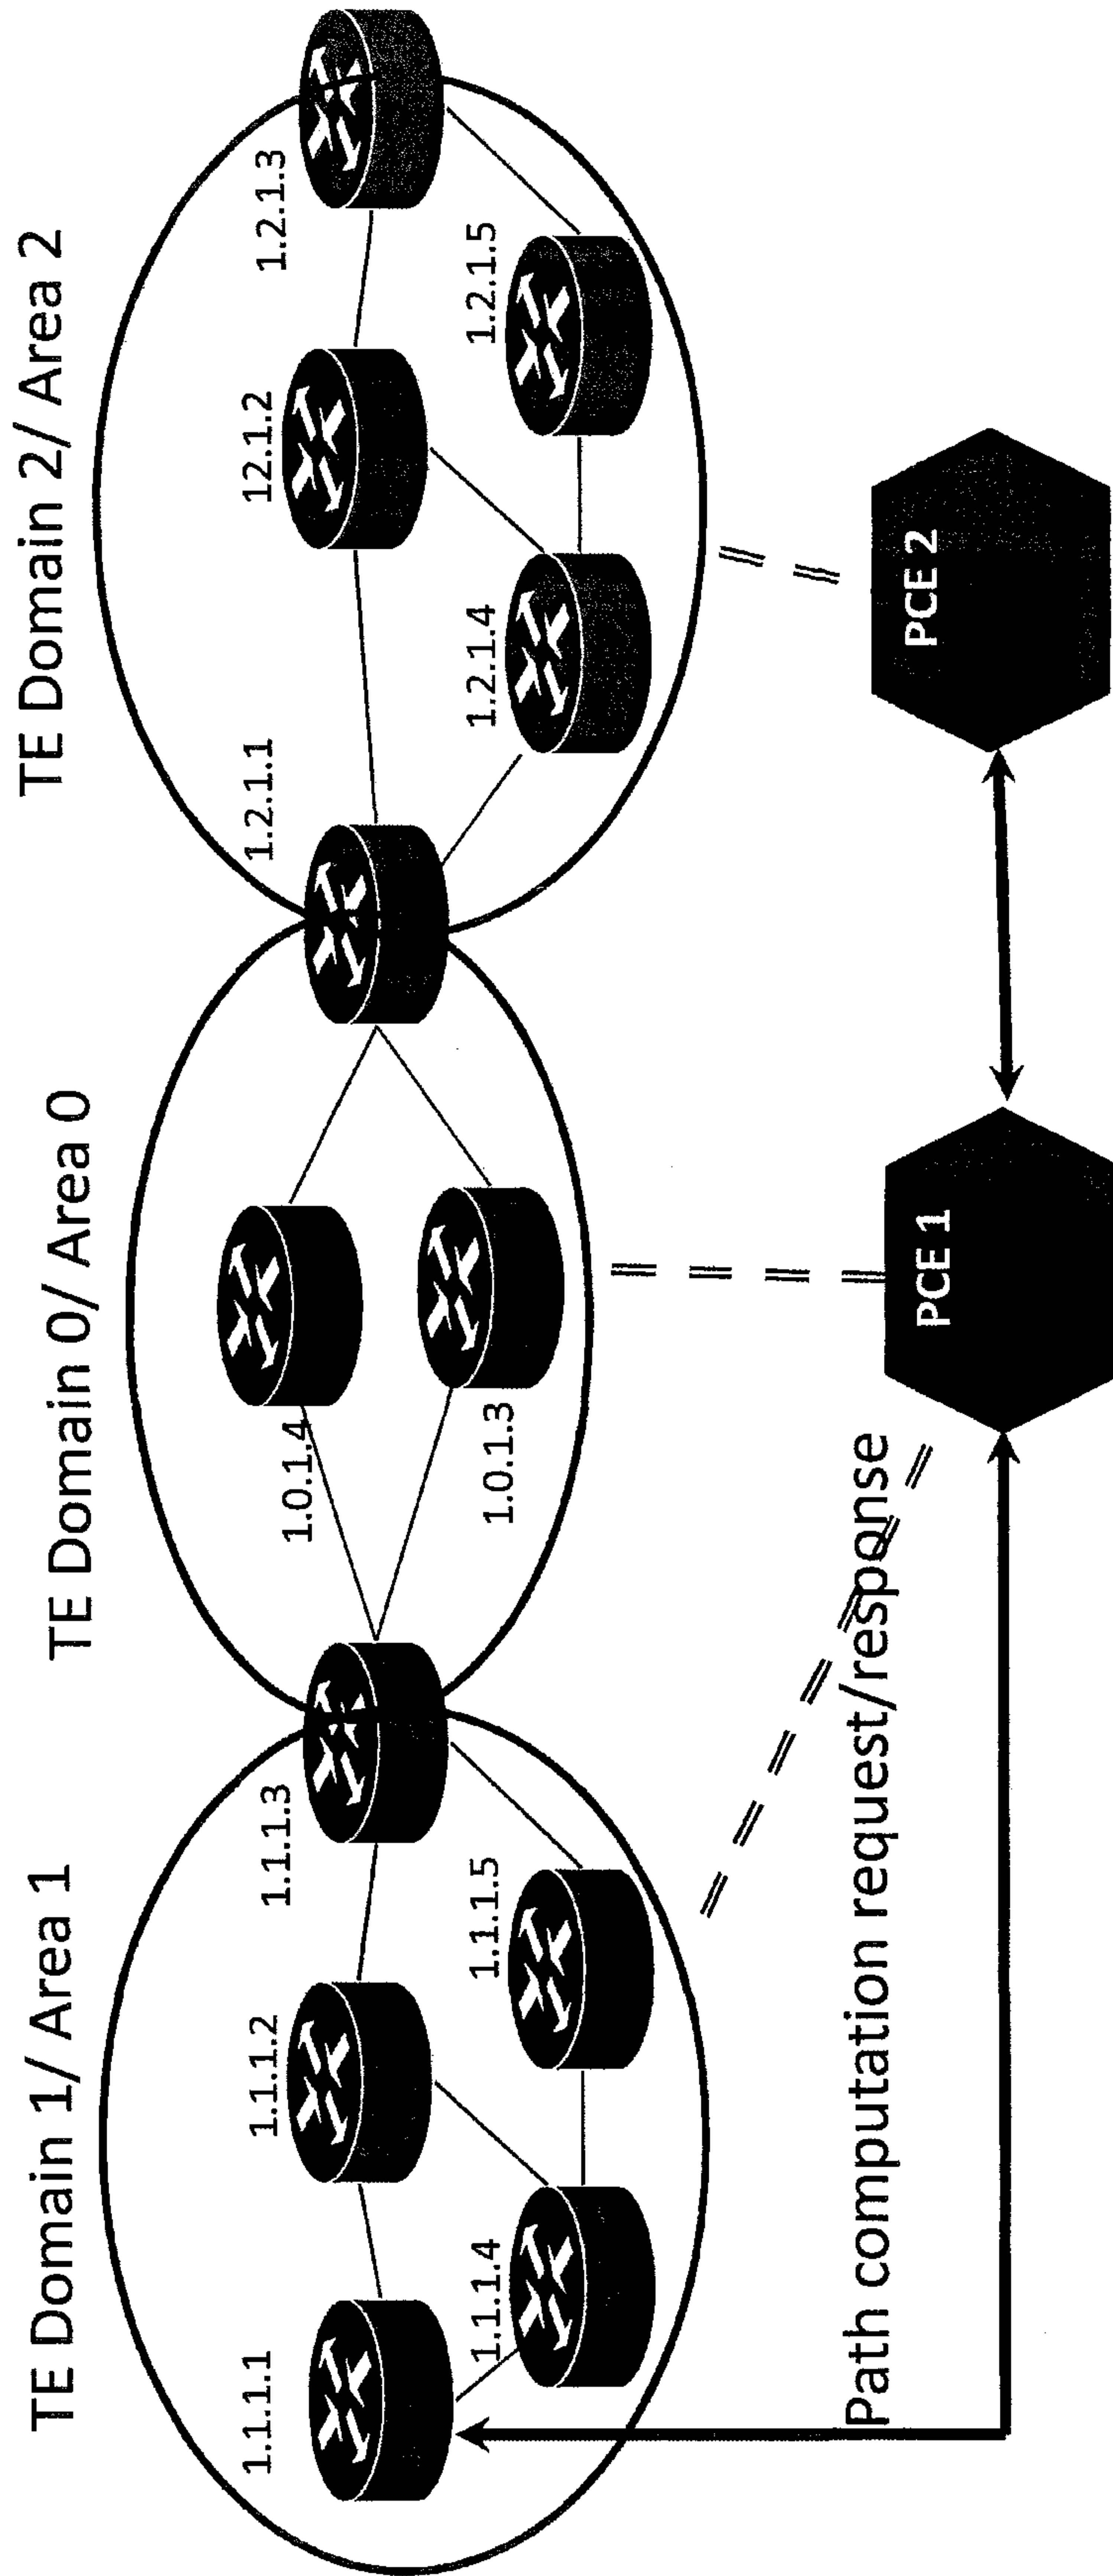 TE Domain 1/ Area 1
TE Domain 0/ Area 0
TE Domain 2/ Area 2
1.1.1.1
1.1.1.2
1.1.1.3
1.1.1.4
1.1.1.5
1.0.1.4
1.0.1.3
1.2.1.1
12.1.2
1.2.1.3
1.2.1.4
1.2.1.5
Path computation request/response
PCE 1
PCE 2